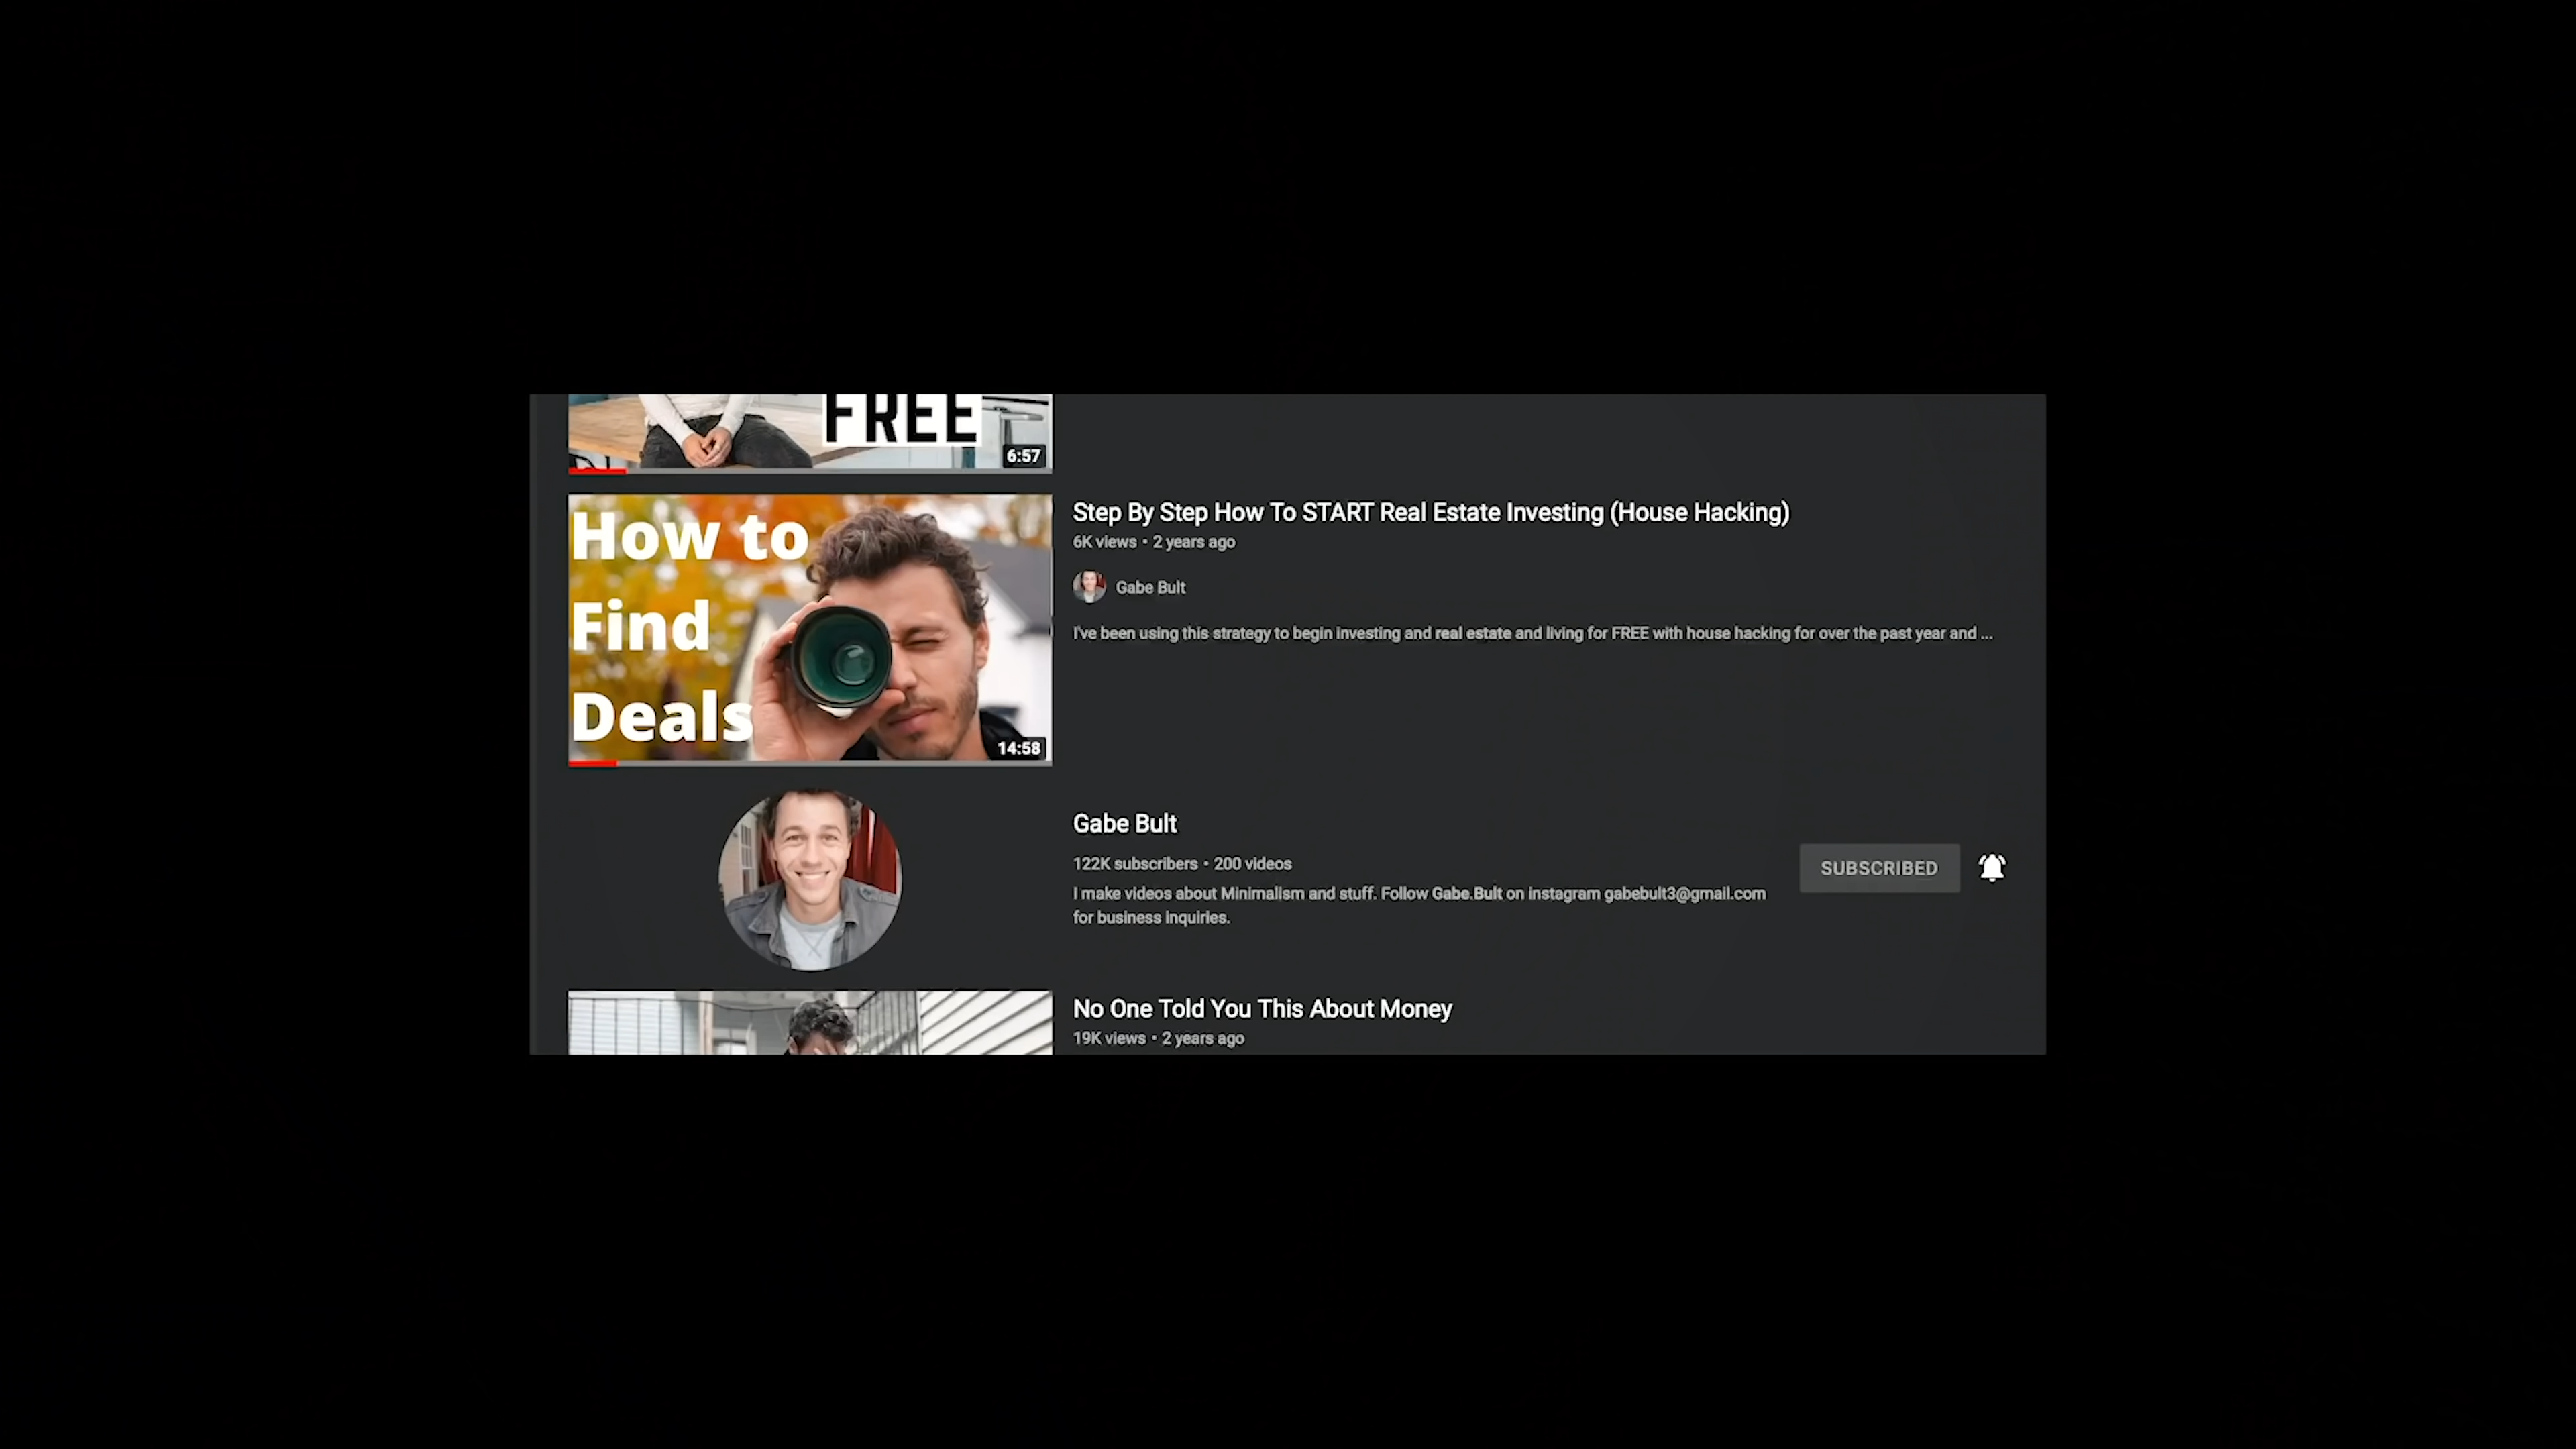 FREE
6:57
How to
Find
Deals
14:58
Step By Step How To START Real Estate Investing (House Hacking)
6K views • 2 years ago
Gabe Bult
I've been using this strategy to begin investing and real estate and living for FREE with house hacking for over the past year and ...
Gabe Bult
122K subscribers • 200 videos
I make videos about Minimalism and stuff. Follow Gabe.Bult on instagram gabebult3@gmail.com
for business inquiries.
SUBSCRIBED
No One Told You This About Money
19K views • 2 years ago